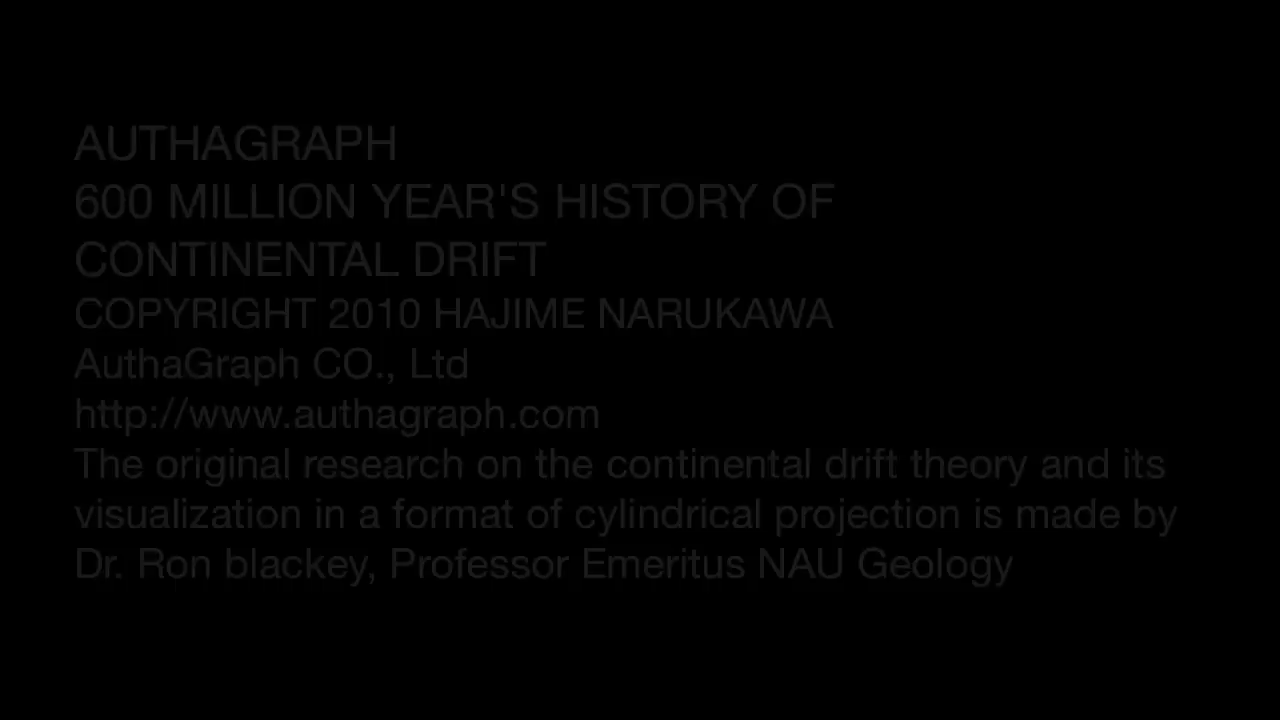 AUTHAGRAPH
600 MILLION YEAR'S HISTORY OF
CONTINENTAL DRIFT
COPYRIGHT 2010 HAJIME NARUKAWA
AuthaGraph CO., Ltd
http://www.authagraph.com
The original research on the continental drift theory and its
visualization in a format of cylindrical projection is made by
Dr. Ron blackey, Professor Emeritus NAU Geology